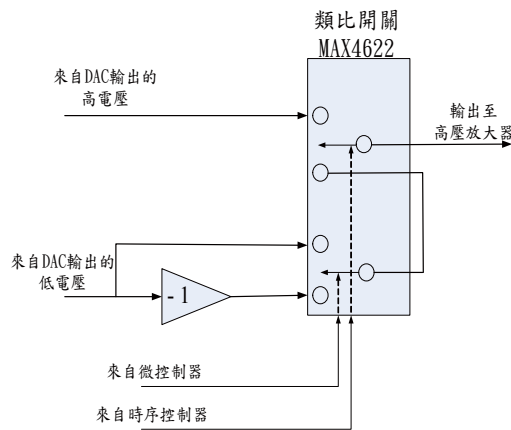 類比開關
MAX4622
來自DAC輸出的
高電壓
輸出至
高壓放大器
來自DAC輸出的
低電壓
-1
來自微控制器
來自時序控制器